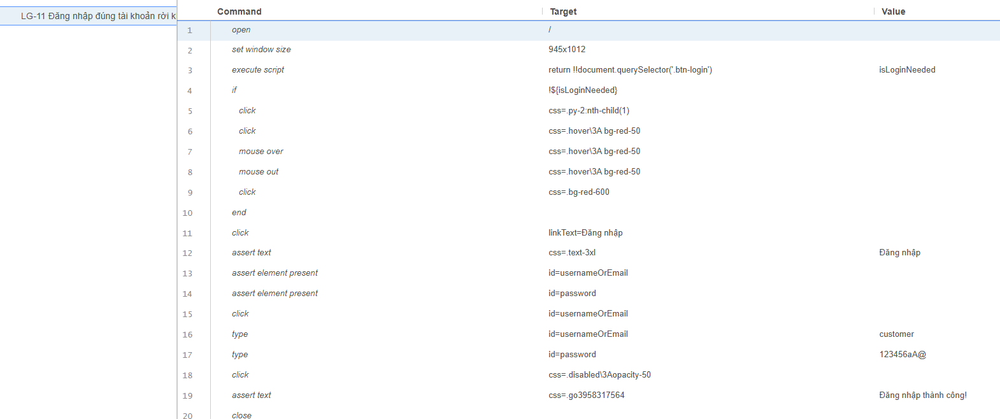 LG-11 Đăng nhập đúng tài khoản rời k
Command Target Value
1 open /
2 set window size 945x1012
3 execute script return !!document.querySelector('.btn-login') isLoginNeeded
4 if !${isLoginNeeded}
5 click css=.py-2:nth-child(1)
6 click css=.hover\3A bg-red-50
7 mouse over css=.hover\3A bg-red-50
8 mouse out css=.hover\3A bg-red-50
9 click css=.bg-red-600
10 end
11 click linkText=Đăng nhập
12 assert text css=.text-3xl Đăng nhập
13 assert element present id=usernameOrEmail
14 assert element present id=password
15 click id=usernameOrEmail
16 type id=usernameOrEmail customer
17 type id=password 123456aA@
18 click css=.disabled\3Aopacity-50
19 assert text css=.go3958317564 Đăng nhập thành công!
20 close